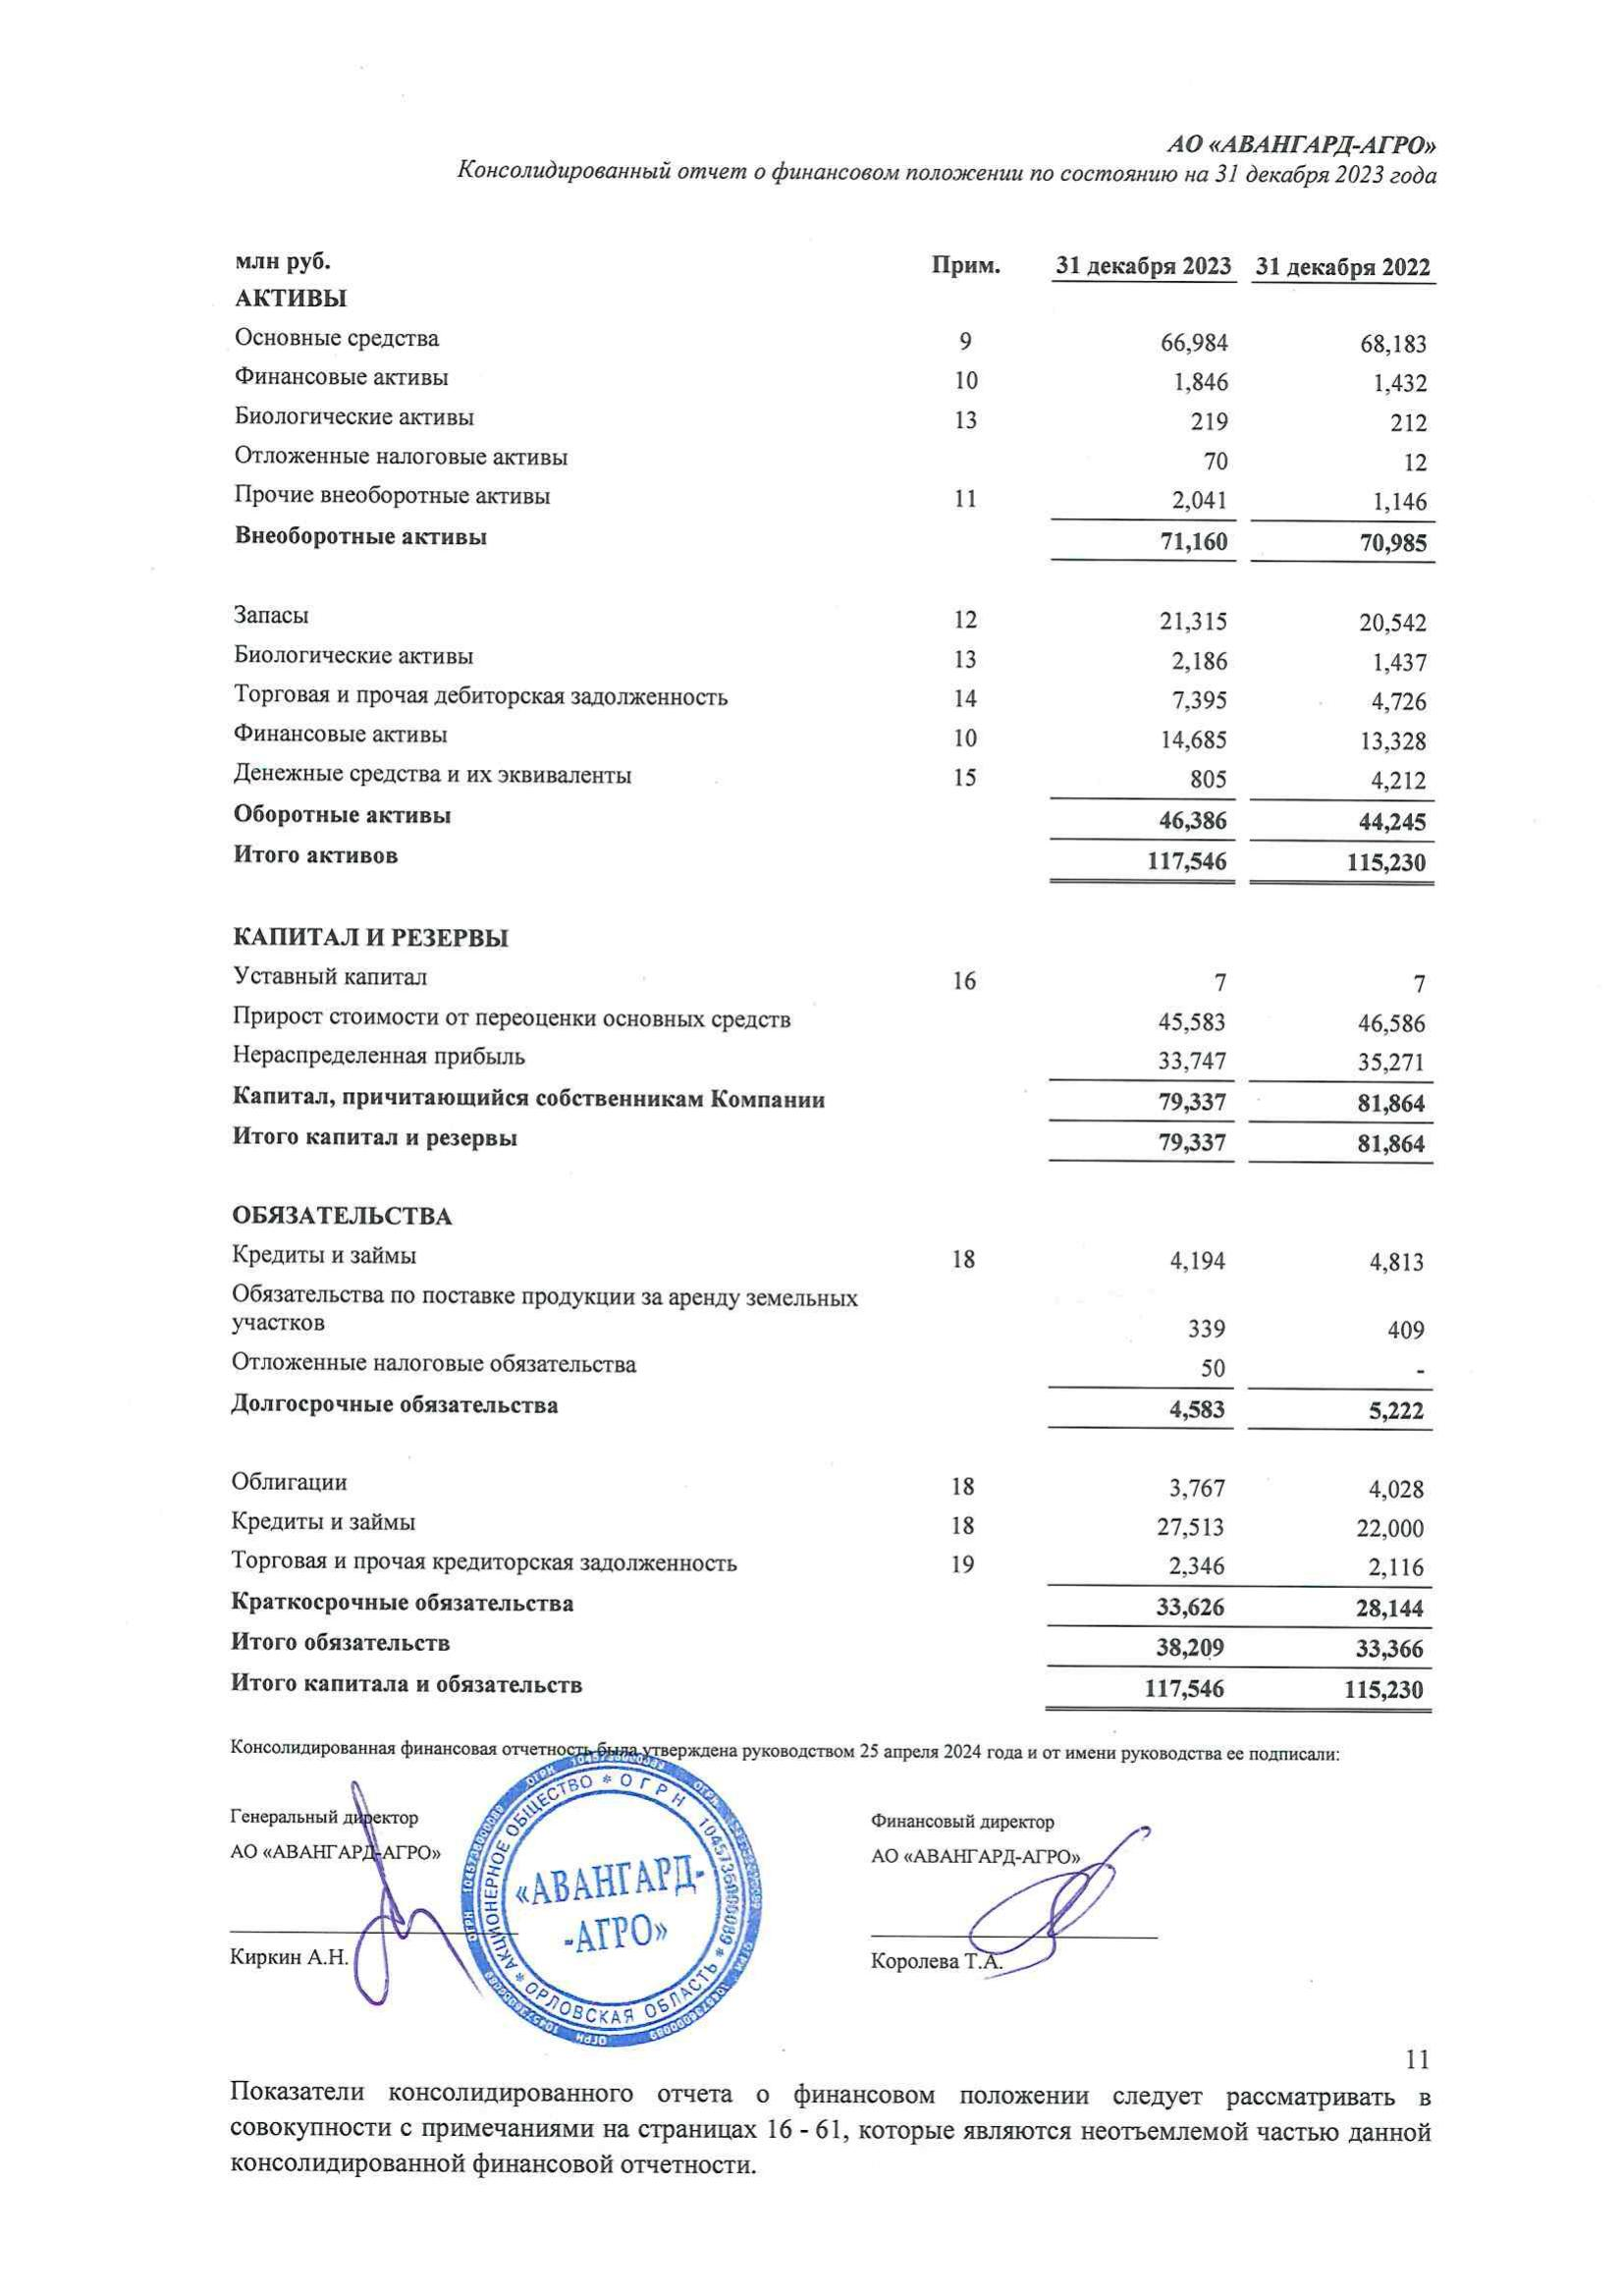 АО «АВАНГАРД-АГРО»
Консолидированный отчет о финансовом положении по состоянию на 31 декабря 2023 года
млн руб. Прим. 31 декабря 2023 31 декабря 2022
АКТИВЫ
Основные средства 9 66,984 68,183
Финансовые активы 10 1,846 1,432
Биологические активы 13 219 212
Отложенные налоговые активы 70 12
Прочие внеоборотные активы 11 2,041 1,146
Внеоборотные активы 71,160 70,985
Запасы 12 21,315 20,542
Биологические активы 13 2,186 1,437
Торговая и прочая дебиторская задолженность 14 7,395 4,726
Финансовые активы 10 14,685 13,328
Денежные средства и их эквиваленты 15 805 4,212
Оборотные активы 46,386 44,245
Итого активов 117,546 115,230
КАПИТАЛ И РЕЗЕРВЫ
Уставный капитал 16 7 7
Прирост стоимости от переоценки основных средств 45,583 46,586
Нераспределенная прибыль 33,747 35,271
Капитал, причитающийся собственникам Компании 79,337 81,864
Итого капитал и резервы 79,337 81,864
ОБЯЗАТЕЛЬСТВА
Кредиты и займы 18 4,194 4,813
Обязательства по поставке продукции за аренду земельных
участков 339 409
Отложенные налоговые обязательства 50 -
Долгосрочные обязательства 4,583 5,222
Облигации 18 3,767 4,028
Кредиты и займы 18 27,513 22,000
Торговая и прочая кредиторская задолженность 19 2,346 2,116
Краткосрочные обязательства 33,626 28,144
Итого обязательств 38,209 33,366
Итого капитала и обязательств 117,546 115,230
Консолидированная финансовая отчетность была утверждена руководством 25 апреля 2024 года и от имени руководства ее подписали:
Генеральный директор Финансовый директор
АО «АВАНГАРД-АГРО» АО «АВАНГАРД-АГРО»
* АКЦИОНЕРНОЕ ОБЩЕСТВО * ОГРН 1045736000089 * ОРЛОВСКАЯ ОБЛАСТЬ
«АВАНГАРД-
-АГРО»
Киркин А.Н. Королева Т.А.
11
Показатели консолидированного отчета о финансовом положении следует рассматривать в
совокупности с примечаниями на страницах 16 - 61, которые являются неотъемлемой частью данной
консолидированной финансовой отчетности.